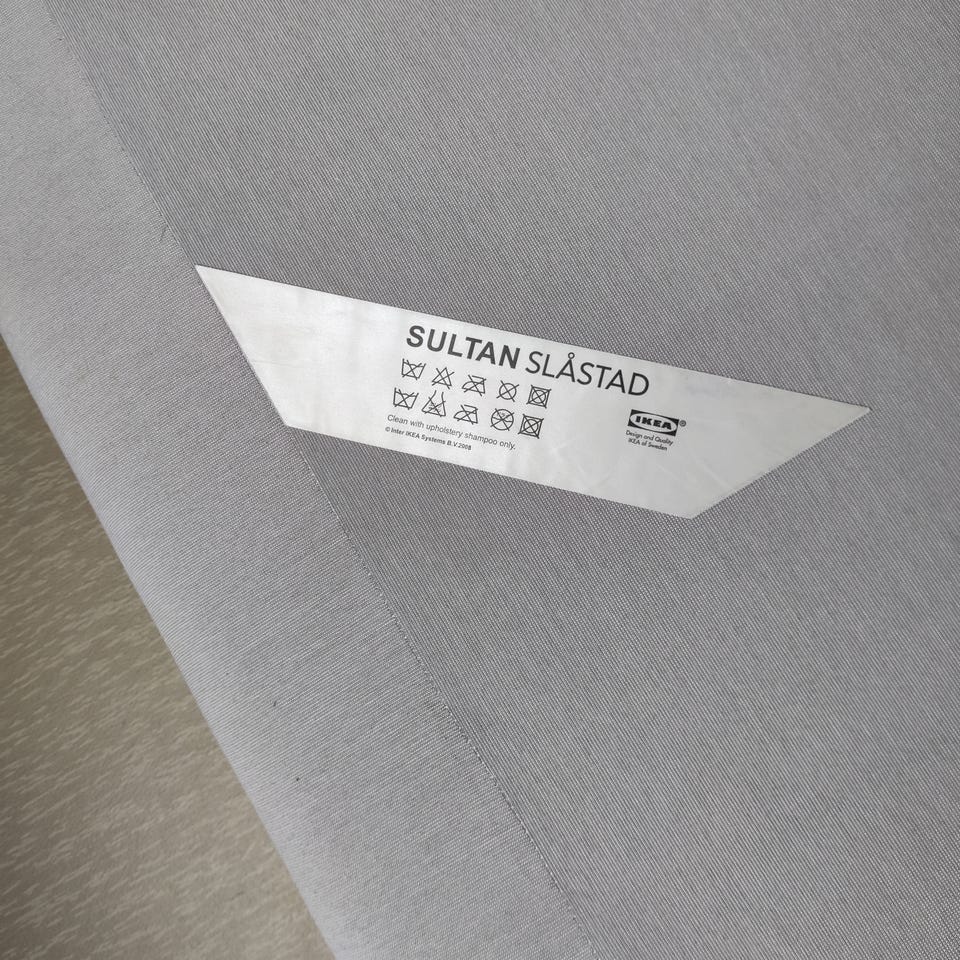 SULTAN SLÅSTAD
Clean with upholstery shampoo only.
© Inter IKEA Systems B.V.2008
IKEA®
Design and Quality
IKEA of Sweden